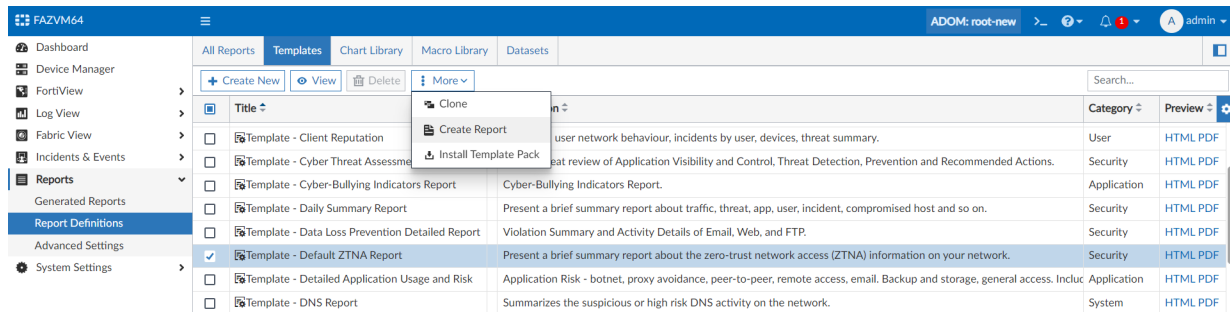 FAZVM64
ADOM: root-new
1
A
admin
Dashboard
Device Manager
FortiView
Log View
Fabric View
Incidents & Events
Reports
Generated Reports
Report Definitions
Advanced Settings
System Settings
All Reports Templates Chart Library Macro Library Datasets
Create New View Delete More Search...
Clone
Create Report
Install Template Pack
Title n Category Preview
Template - Client Reputation user network behaviour, incidents by user, devices, threat summary. User HTML PDF
Template - Cyber Threat Assessme eat review of Application Visibility and Control, Threat Detection, Prevention and Recommended Actions. Security HTML PDF
Template - Cyber-Bullying Indicators Report Cyber-Bullying Indicators Report. Application HTML PDF
Template - Daily Summary Report Present a brief summary report about traffic, threat, app, user, incident, compromised host and so on. Security HTML PDF
Template - Data Loss Prevention Detailed Report Violation Summary and Activity Details of Email, Web, and FTP. Security HTML PDF
Template - Default ZTNA Report Present a brief summary report about the zero-trust network access (ZTNA) information on your network. Security HTML PDF
Template - Detailed Application Usage and Risk Application Risk - botnet, proxy avoidance, peer-to-peer, remote access, email. Backup and storage, general access. Includ Application HTML PDF
Template - DNS Report Summarizes the suspicious or high risk DNS activity on the network. System HTML PDF